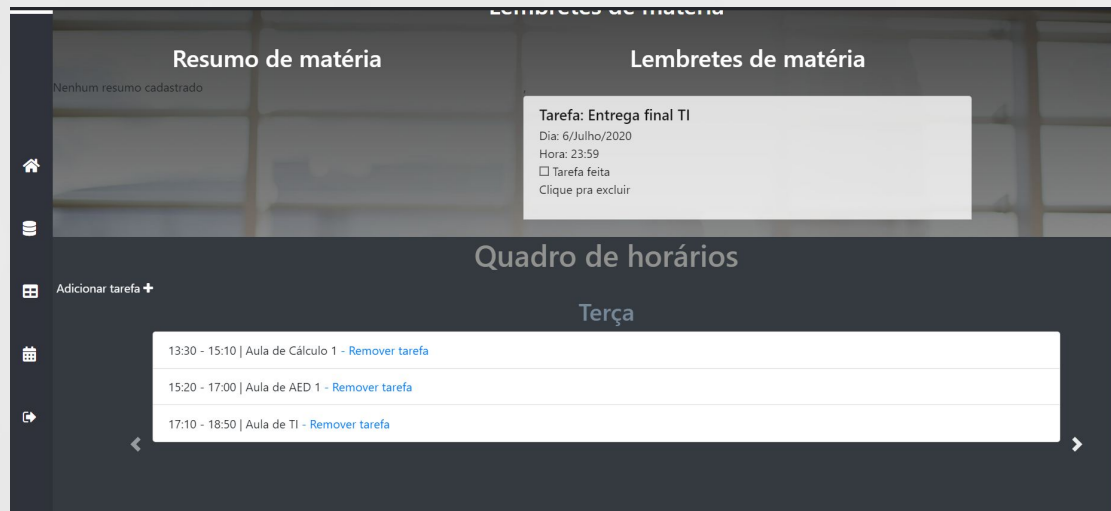 Lembretes de matéria
Resumo de matéria
Nenhum resumo cadastrado
Lembretes de matéria
Tarefa: Entrega final TI
Dia: 6/Julho/2020
Hora: 23:59
☐ Tarefa feita
Clique pra excluir
Quadro de horários
Adicionar tarefa +
Terça
13:30 - 15:10 | Aula de Cálculo 1 - Remover tarefa
15:20 - 17:00 | Aula de AED 1 - Remover tarefa
17:10 - 18:50 | Aula de TI - Remover tarefa